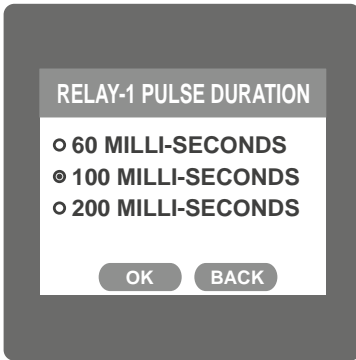 RELAY-1 PULSE DURATION
60 MILLI-SECONDS
100 MILLI-SECONDS
200 MILLI-SECONDS
OK BACK